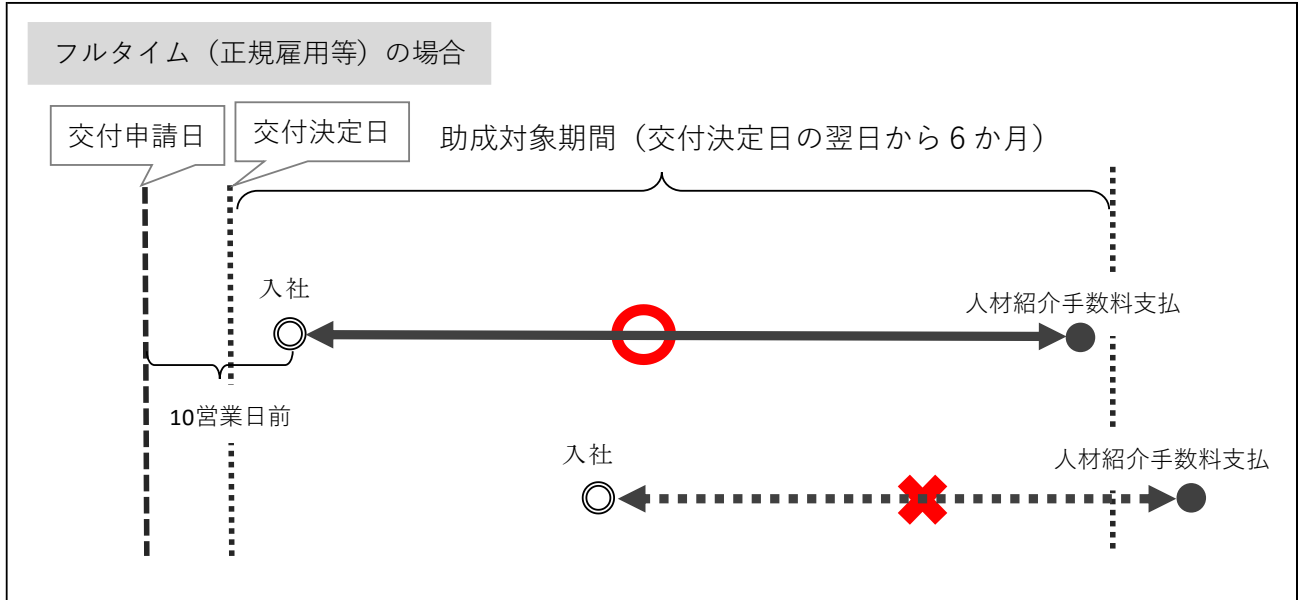 フルタイム（正規雇用等）の場合
交付申請日
交付決定日
助成対象期間（交付決定日の翌日から６か月）
入社
人材紹介手数料支払
10営業日前
入社
人材紹介手数料支払